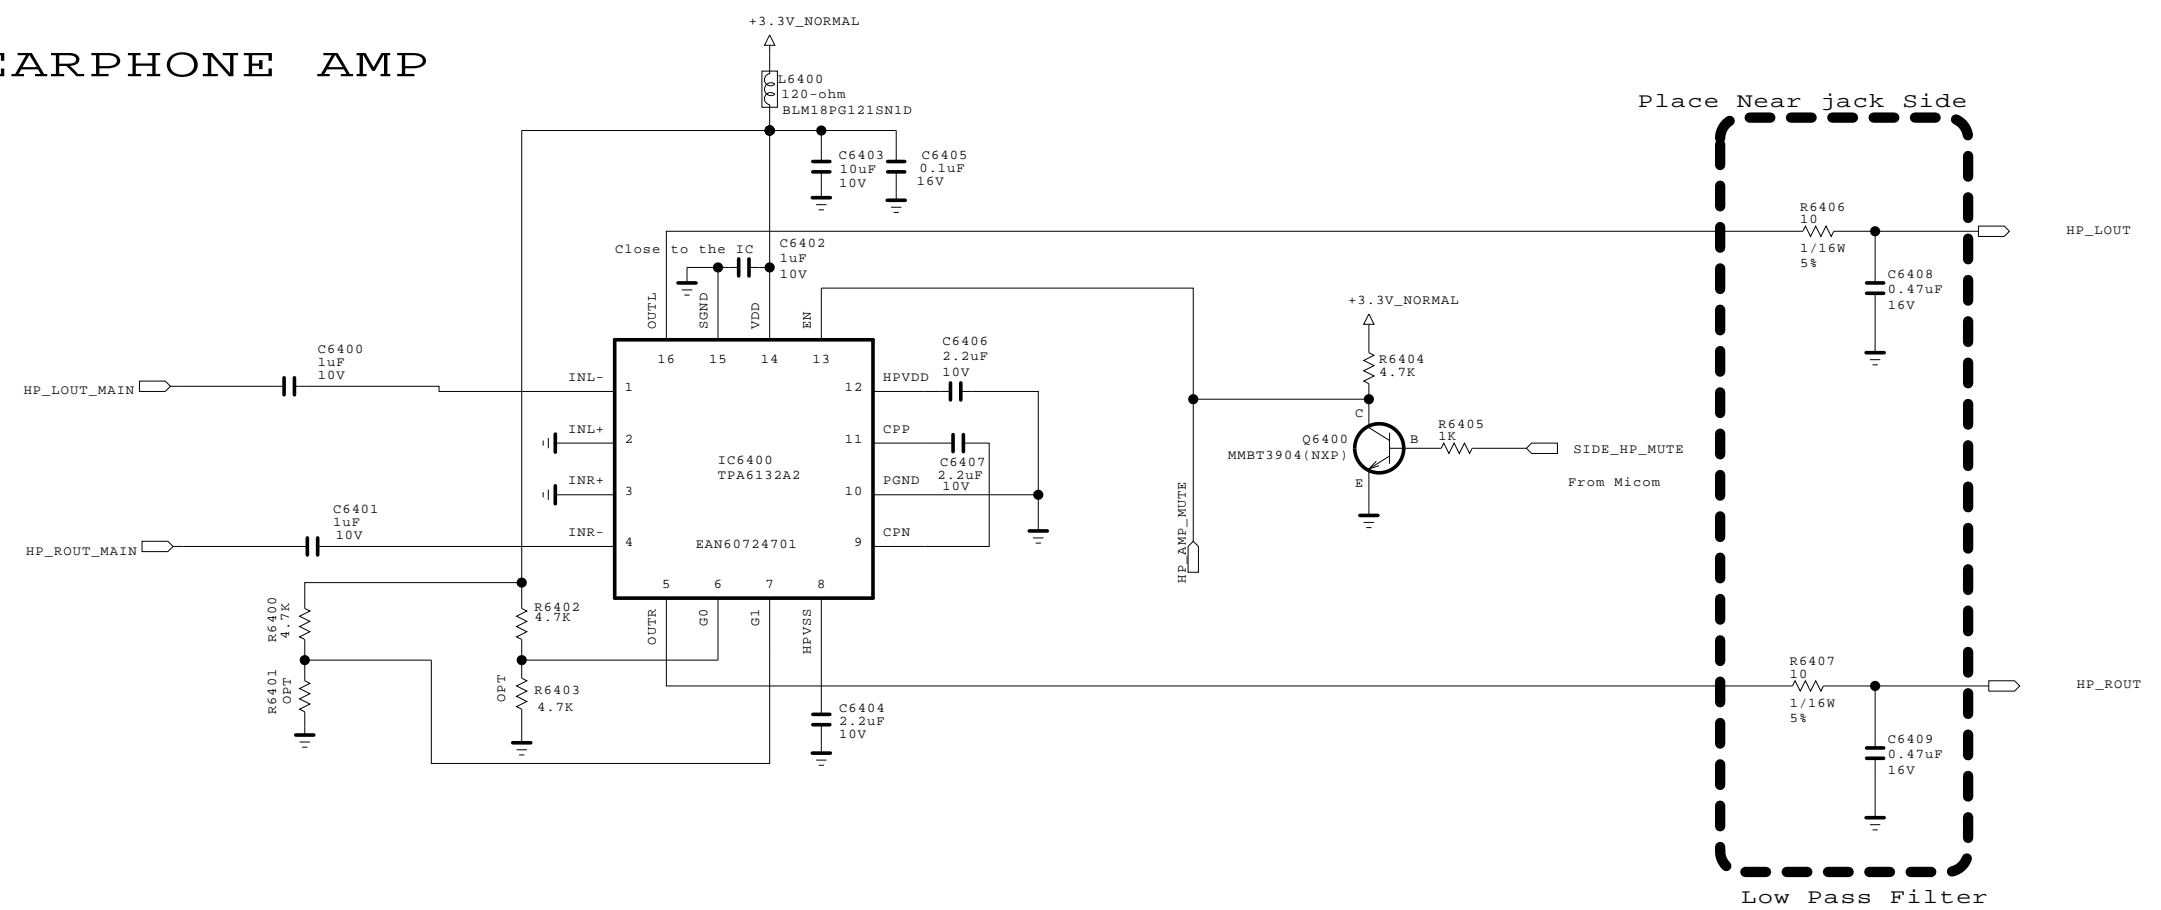 +3.3V_NORMAL
EARPHONE AMP
L6400
120-ohm
BLM18PG121SN1D
C6403
10uF
10V
C6405
0.1uF
16V
Close to the IC
C6402
1uF
10V
OUTL
SGND
VDD
EN
16
15
14
13
C6400
1uF
10V
HP_LOUT_MAIN
INL-
1
INL+
2
INR+
3
INR-
4
C6401
1uF
10V
HP_ROUT_MAIN
IC6400
TPA6132A2
EAN60724701
12
HPVDD
11
CPP
10
PGND
9
CPN
C6406
2.2uF
10V
C6407
2.2uF
10V
5
6
7
8
OUTR
G0
G1
HPVSS
R6400
4.7K
R6401
OPT
R6402
4.7K
OPT
R6403
4.7K
C6404
2.2uF
10V
HP_AMP_MUTE
+3.3V_NORMAL
R6404
4.7K
C
Q6400
MMBT3904(NXP)
B
E
R6405
1K
SIDE_HP_MUTE
From Micom
Place Near jack Side
R6406
10
1/16W
5%
HP_LOUT
C6408
0.47uF
16V
R6407
10
1/16W
5%
HP_ROUT
C6409
0.47uF
16V
Low Pass Filter